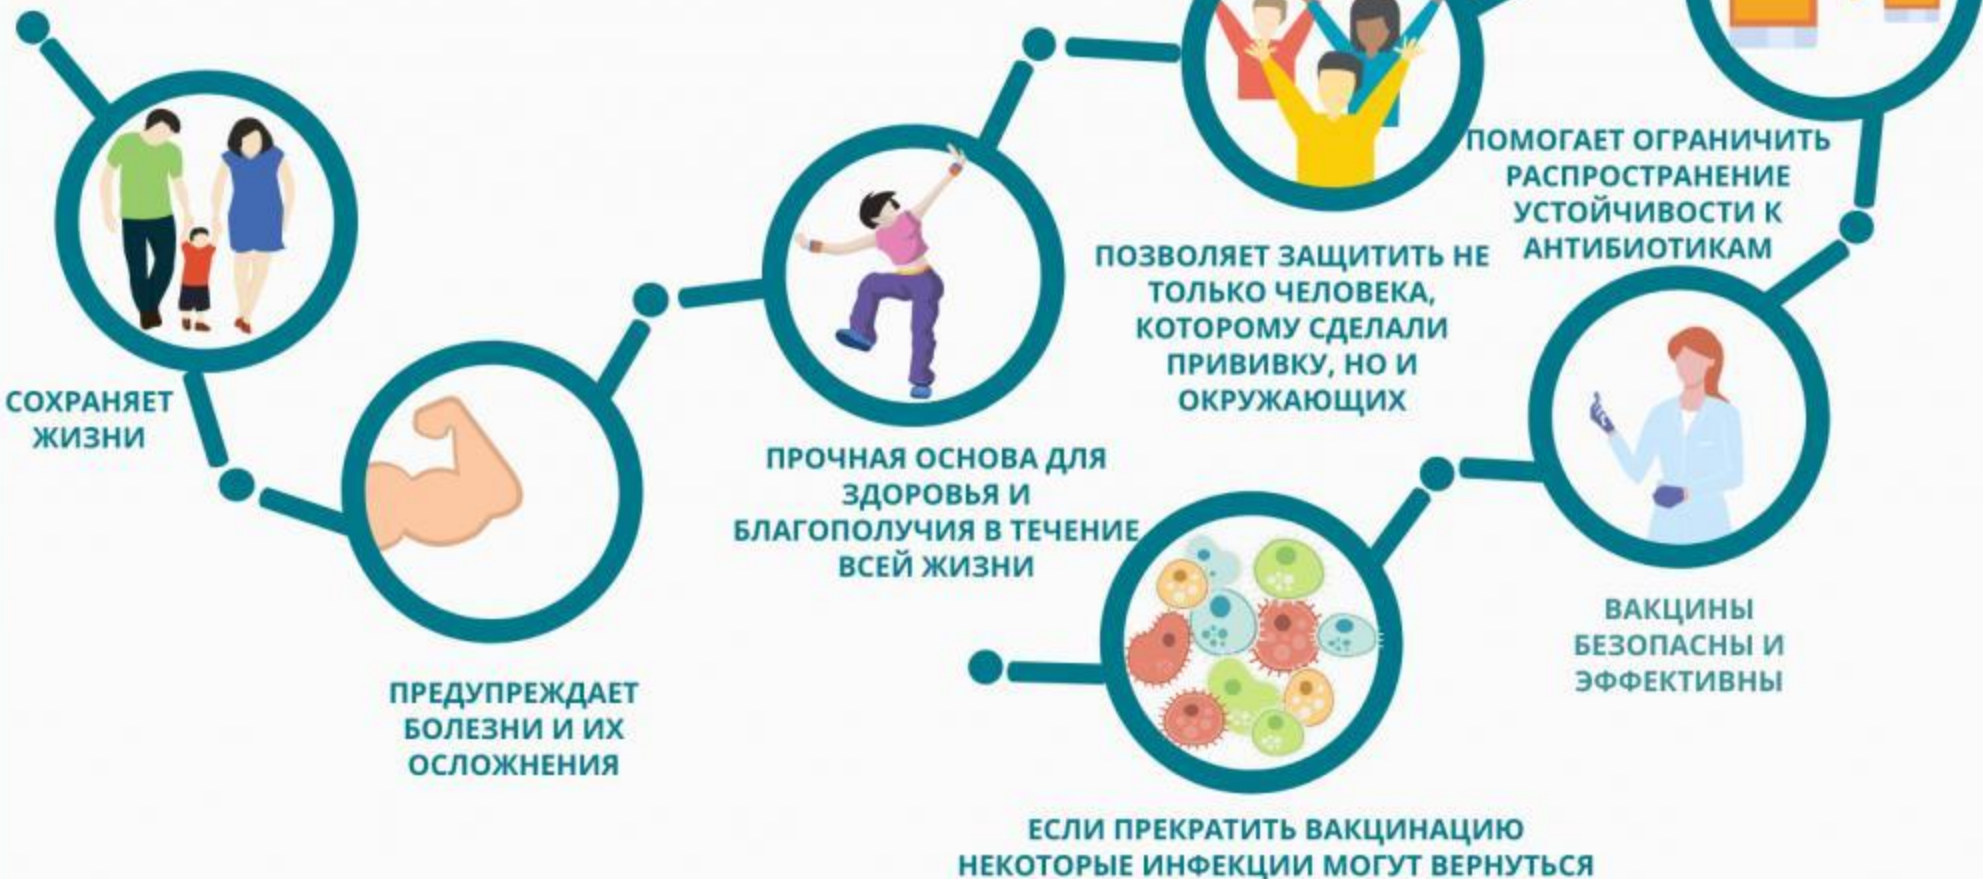 СОХРАНЯЕТ
ЖИЗНИ
ПРЕДУПРЕЖДАЕТ
БОЛЕЗНИ И ИХ
ОСЛОЖНЕНИЯ
ПРОЧНАЯ ОСНОВА ДЛЯ
ЗДОРОВЬЯ И
БЛАГОПОЛУЧИЯ В ТЕЧЕНИЕ
ВСЕЙ ЖИЗНИ
ПОЗВОЛЯЕТ ЗАЩИТИТЬ НЕ
ТОЛЬКО ЧЕЛОВЕКА,
КОТОРОМУ СДЕЛАЛИ
ПРИВИВКУ, НО И
ОКРУЖАЮЩИХ
ПОМОГАЕТ ОГРАНИЧИТЬ
РАСПРОСТРАНЕНИЕ
УСТОЙЧИВОСТИ К
АНТИБИОТИКАМ
ВАКЦИНЫ
БЕЗОПАСНЫ И
ЭФФЕКТИВНЫ
ЕСЛИ ПРЕКРАТИТЬ ВАКЦИНАЦИЮ
НЕКОТОРЫЕ ИНФЕКЦИИ МОГУТ ВЕРНУТЬСЯ